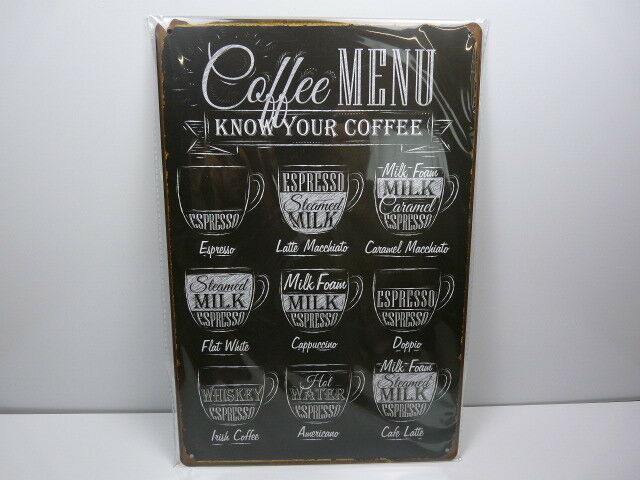 Coffee MENU
KNOW YOUR COFFEE
ESPRESSO
Espresso
ESPRESSO
Steamed
MILK
Latte Macchiato
Milk Foam
MILK
Caramel
ESPRESSO
Caramel Macchiato
Steamed
MILK
ESPRESSO
Flat White
Milk Foam
MILK
ESPRESSO
Cappuccino
ESPRESSO
ESPRESSO
Doppio
WHISKEY
ESPRESSO
Irish Coffee
Hot
WATER
ESPRESSO
Americano
Milk Foam
Steamed
MILK
ESPRESSO
Cafe Latte